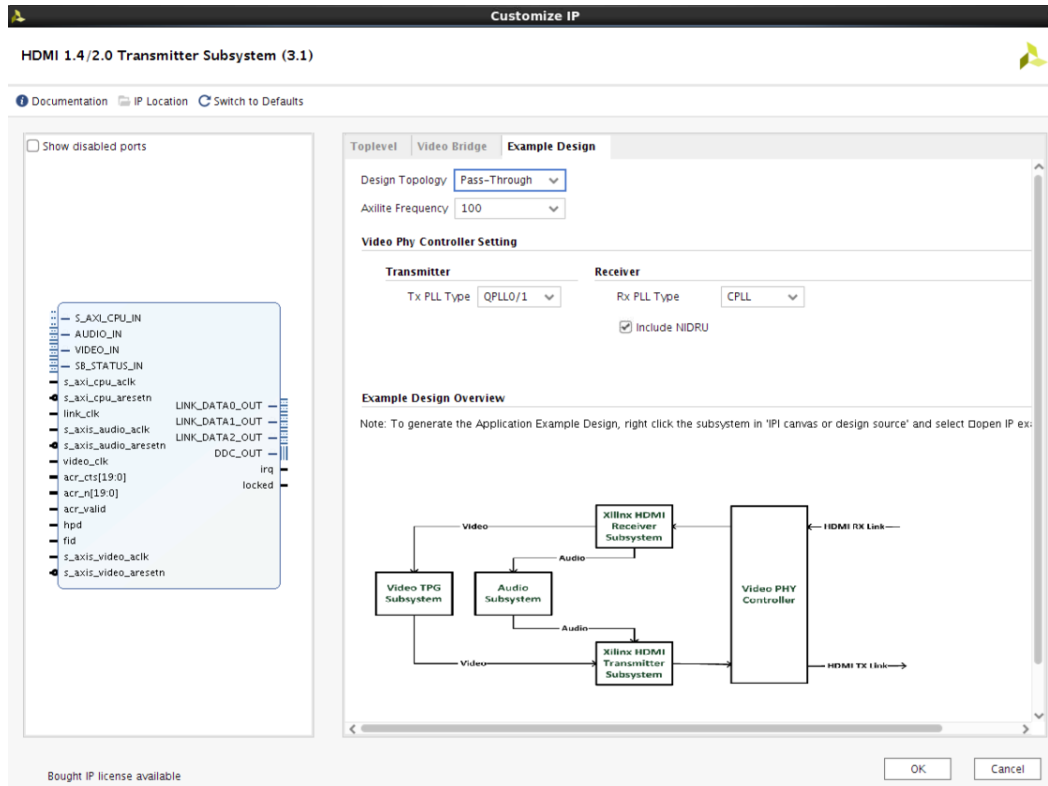 Customize IP
HDMI 1.4/2.0 Transmitter Subsystem (3.1)
Documentation IP Location Switch to Defaults
Show disabled ports
S_AXI_CPU_IN
AUDIO_IN
VIDEO_IN
SB_STATUS_IN
s_axi_cpu_aclk
s_axi_cpu_aresetn
link_clk
s_axis_audio_aclk
s_axis_audio_aresetn
video_clk
acr_cts[19:0]
acr_n[19:0]
acr_valid
hpd
fid
s_axis_video_aclk
s_axis_video_aresetn
LINK_DATA0_OUT
LINK_DATA1_OUT
LINK_DATA2_OUT
DDC_OUT
irq
locked
Toplevel Video Bridge Example Design
Design Topology Pass-Through
Axilite Frequency 100
Video Phy Controller Setting
Transmitter Receiver
Tx PLL Type QPLL0/1 Rx PLL Type CPLL
Include NIDRU
Example Design Overview
Note: To generate the Application Example Design, right click the subsystem in 'IPI canvas or design source' and select □open IP exa
Xilinx HDMI
Receiver
Subsystem
Video
HDMI RX Link
Audio
Video TPG
Subsystem
Audio
Subsystem
Video PHY
Controller
Audio
Xilinx HDMI
Transmitter
Subsystem
Video
HDMI TX Link
Bought IP license available
OK Cancel